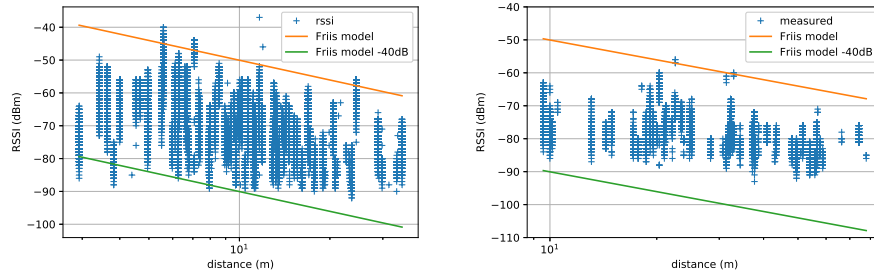 −40
−50
−60
−70
−80
−90
−100
RSSI (dBm)
10¹
distance (m)
rssi
Friis model
Friis model -40dB
−40
−50
−60
−70
−80
−90
−100
−110
RSSI (dBm)
10¹
distance (m)
measured
Friis model
Friis model -40dB